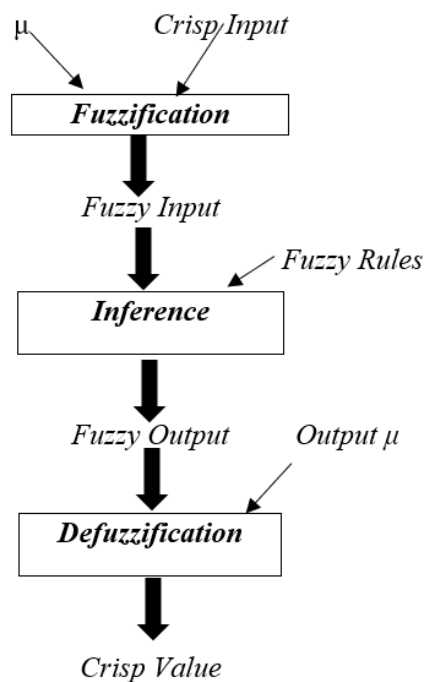 μ
Crisp Input
Fuzzification
Fuzzy Input
Fuzzy Rules
Inference
Fuzzy Output
Output μ
Defuzzification
Crisp Value